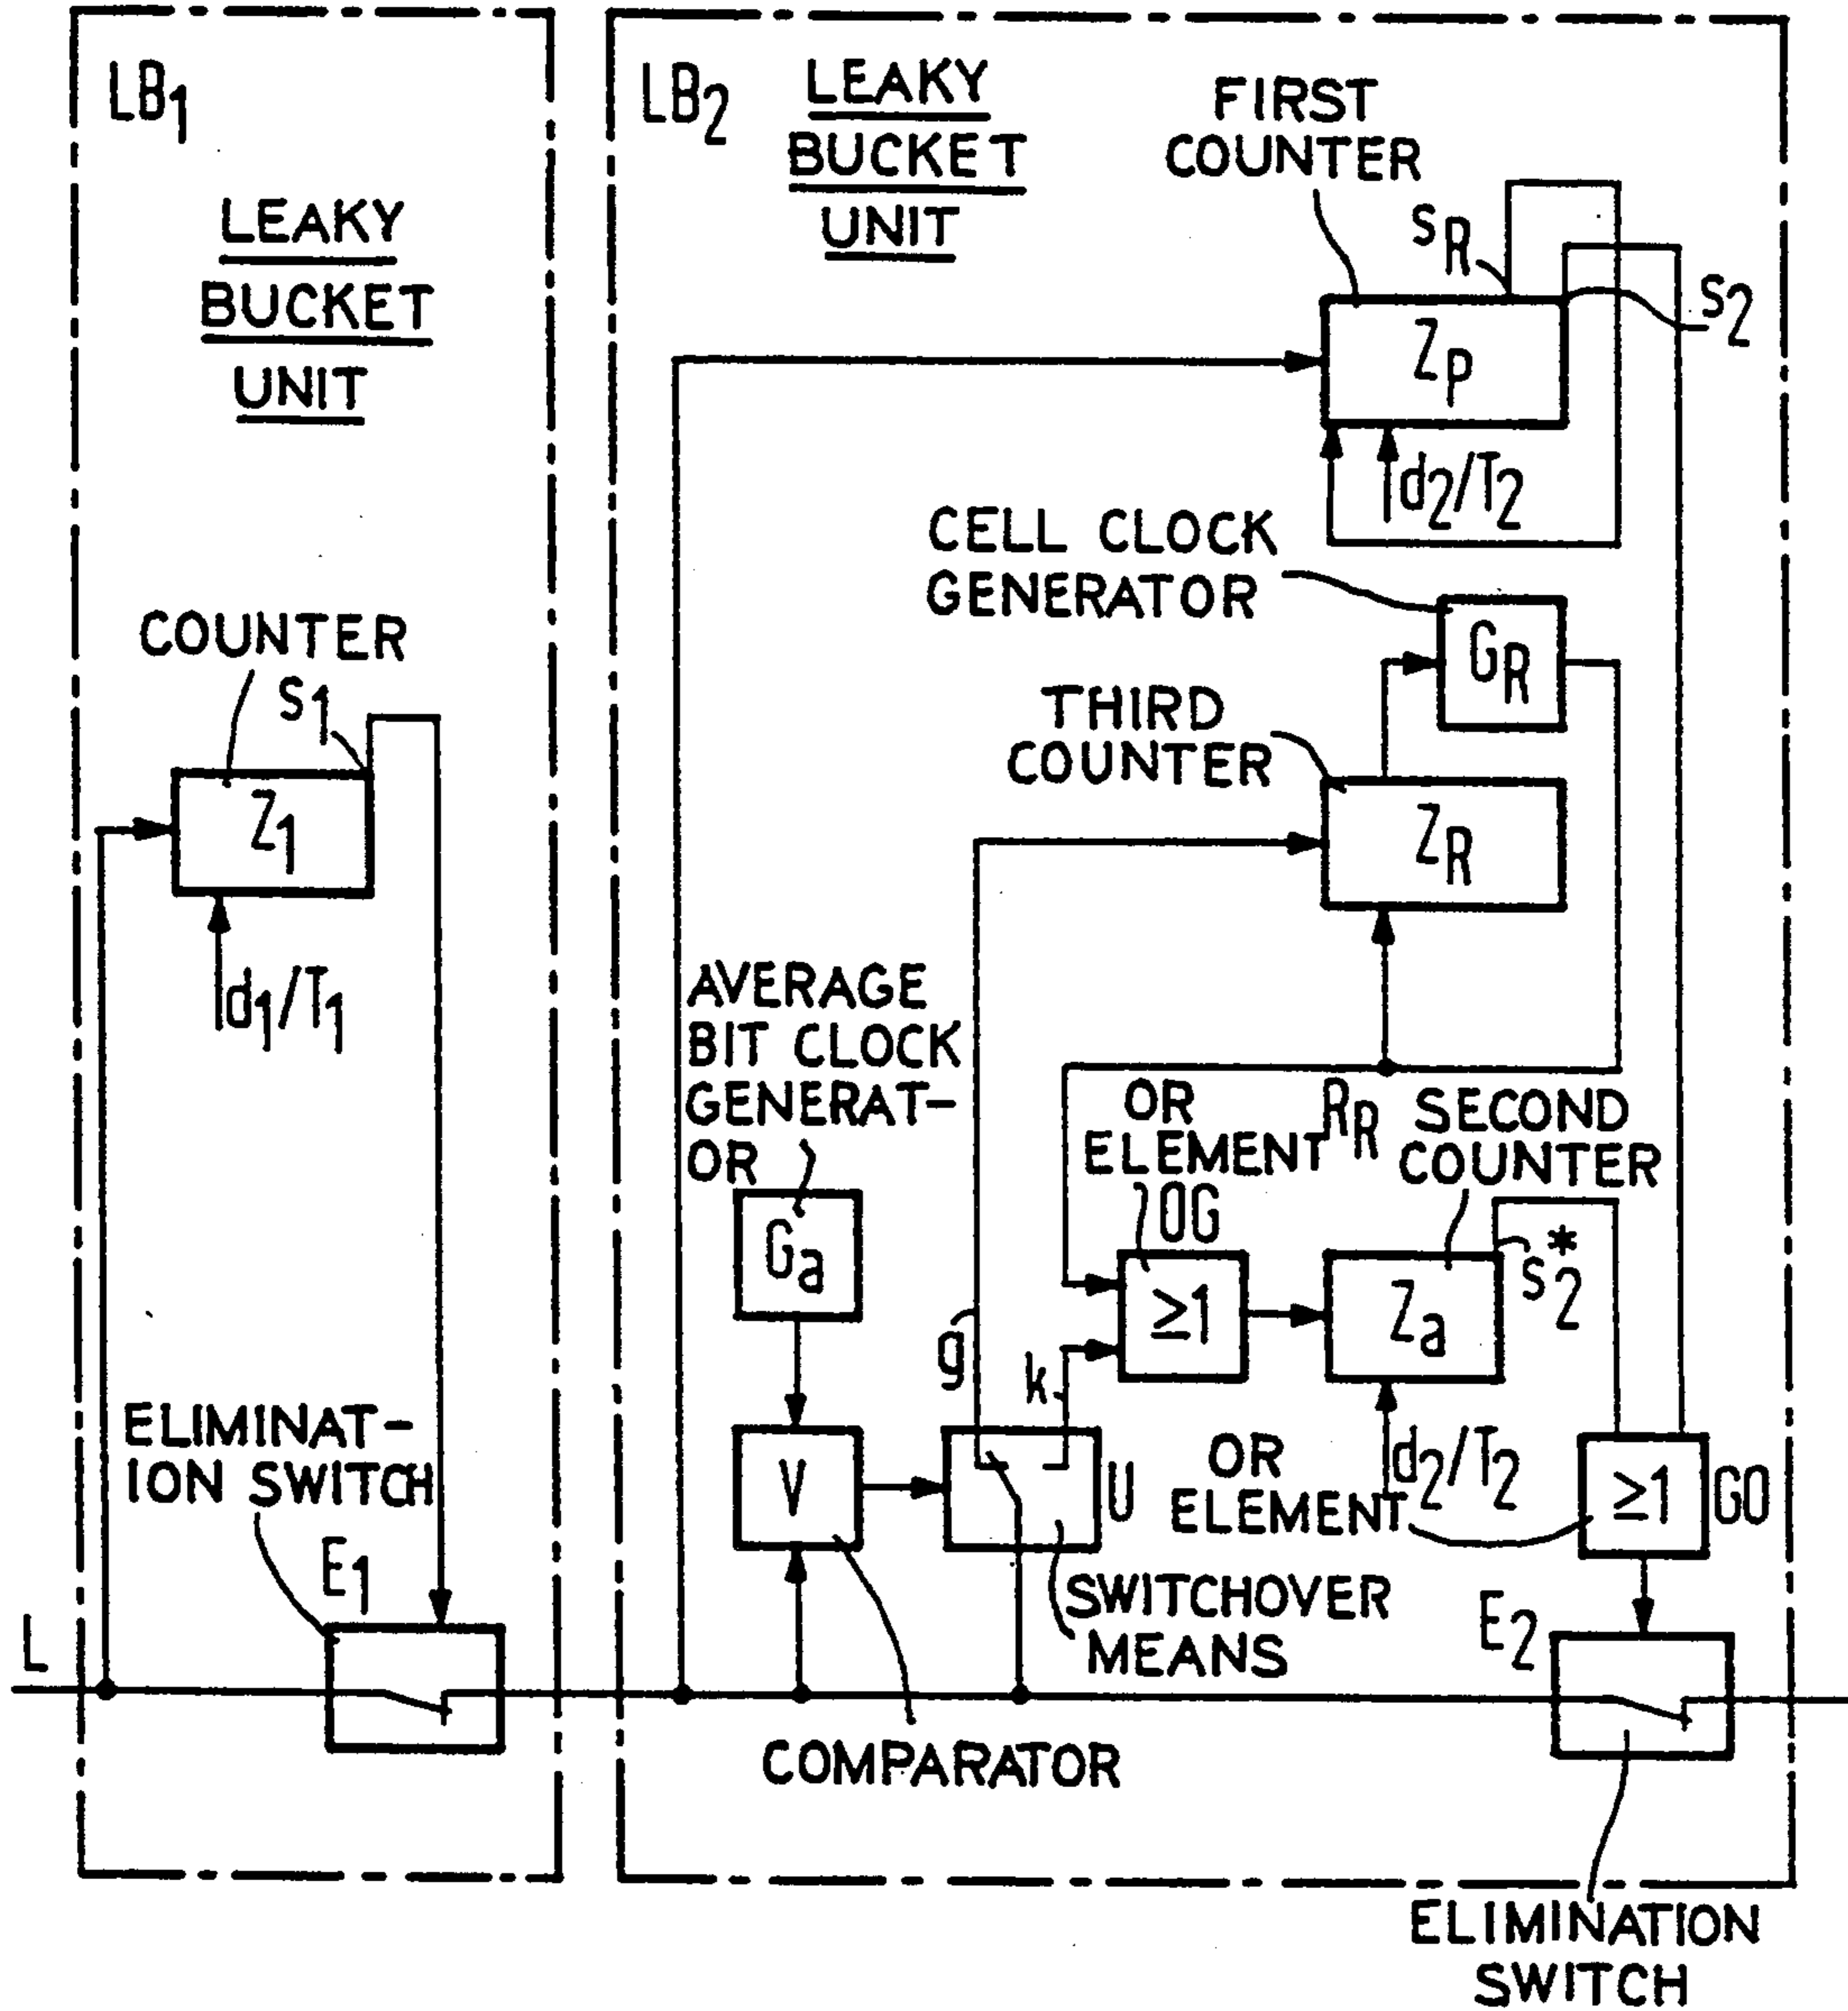 LB1
LEAKY
BUCKET
UNIT
COUNTER
S1
Z1
d1/T1
ELIMINAT-
ION SWITCH
E1
L
LB2
LEAKY
BUCKET
UNIT
FIRST
COUNTER
SR
S2
ZP
d2/T2
CELL CLOCK
GENERATOR
GR
THIRD
COUNTER
ZR
AVERAGE
BIT CLOCK
GENERAT-
OR
Ga
OR
ELEMENT
OG
RR
SECOND
COUNTER
≥1
Za
S2*
g
k
V
U
OR
ELEMENT
d2/T2
≥1
GO
SWITCHOVER
MEANS
E2
COMPARATOR
ELIMINATION
SWITCH